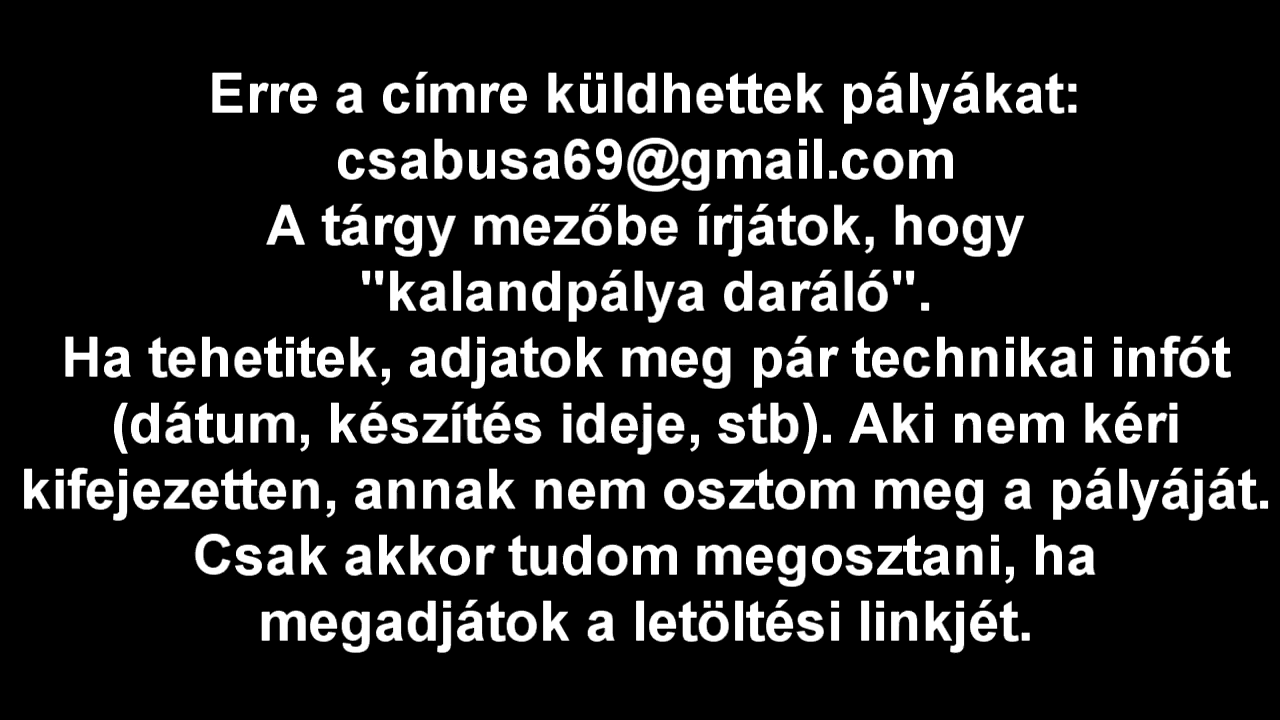 Erre a címre küldhettek pályákat:
csabusa69@gmail.com
A tárgy mezőbe írjátok, hogy
"kalandpálya daráló".
Ha tehetitek, adjatok meg pár technikai infót
(dátum, készítés ideje, stb). Aki nem kéri
kifejezetten, annak nem osztom meg a pályáját.
Csak akkor tudom megosztani, ha
megadjátok a letöltési linkjét.